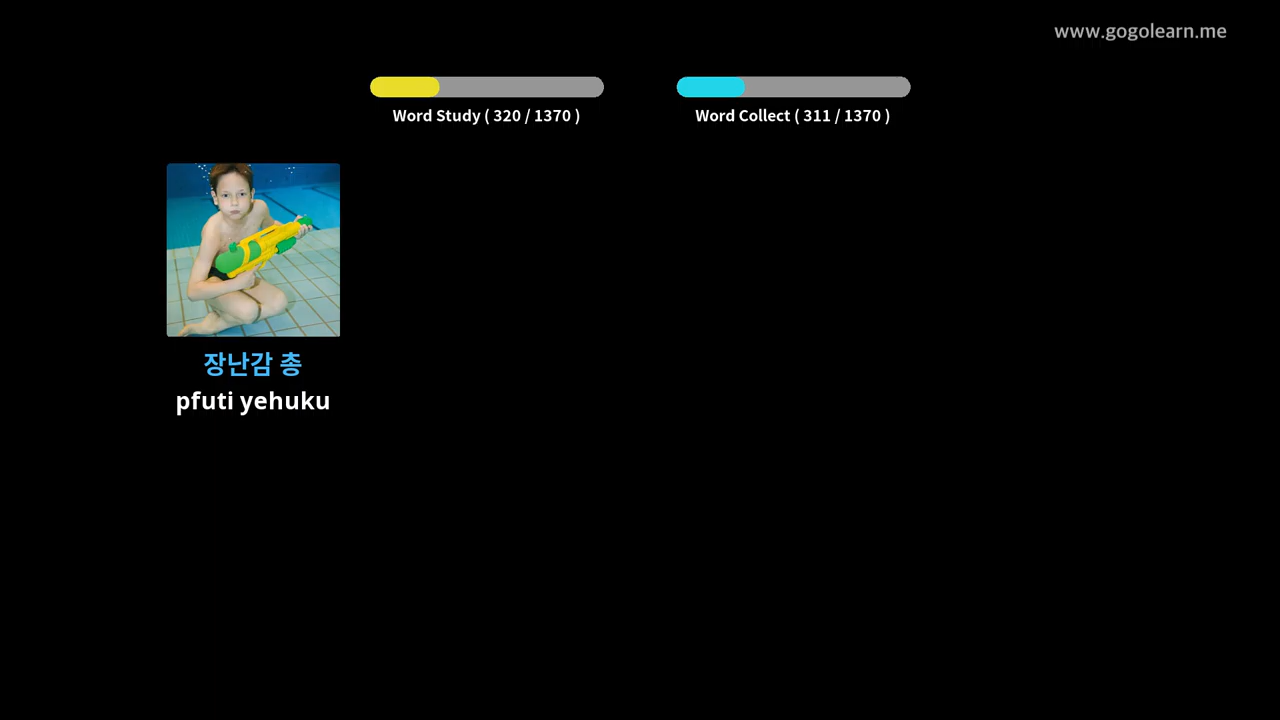 www.gogolearn.me
Word Study ( 320 / 1370 )
Word Collect ( 311 / 1370 )
장난감 총
pfuti yehuku